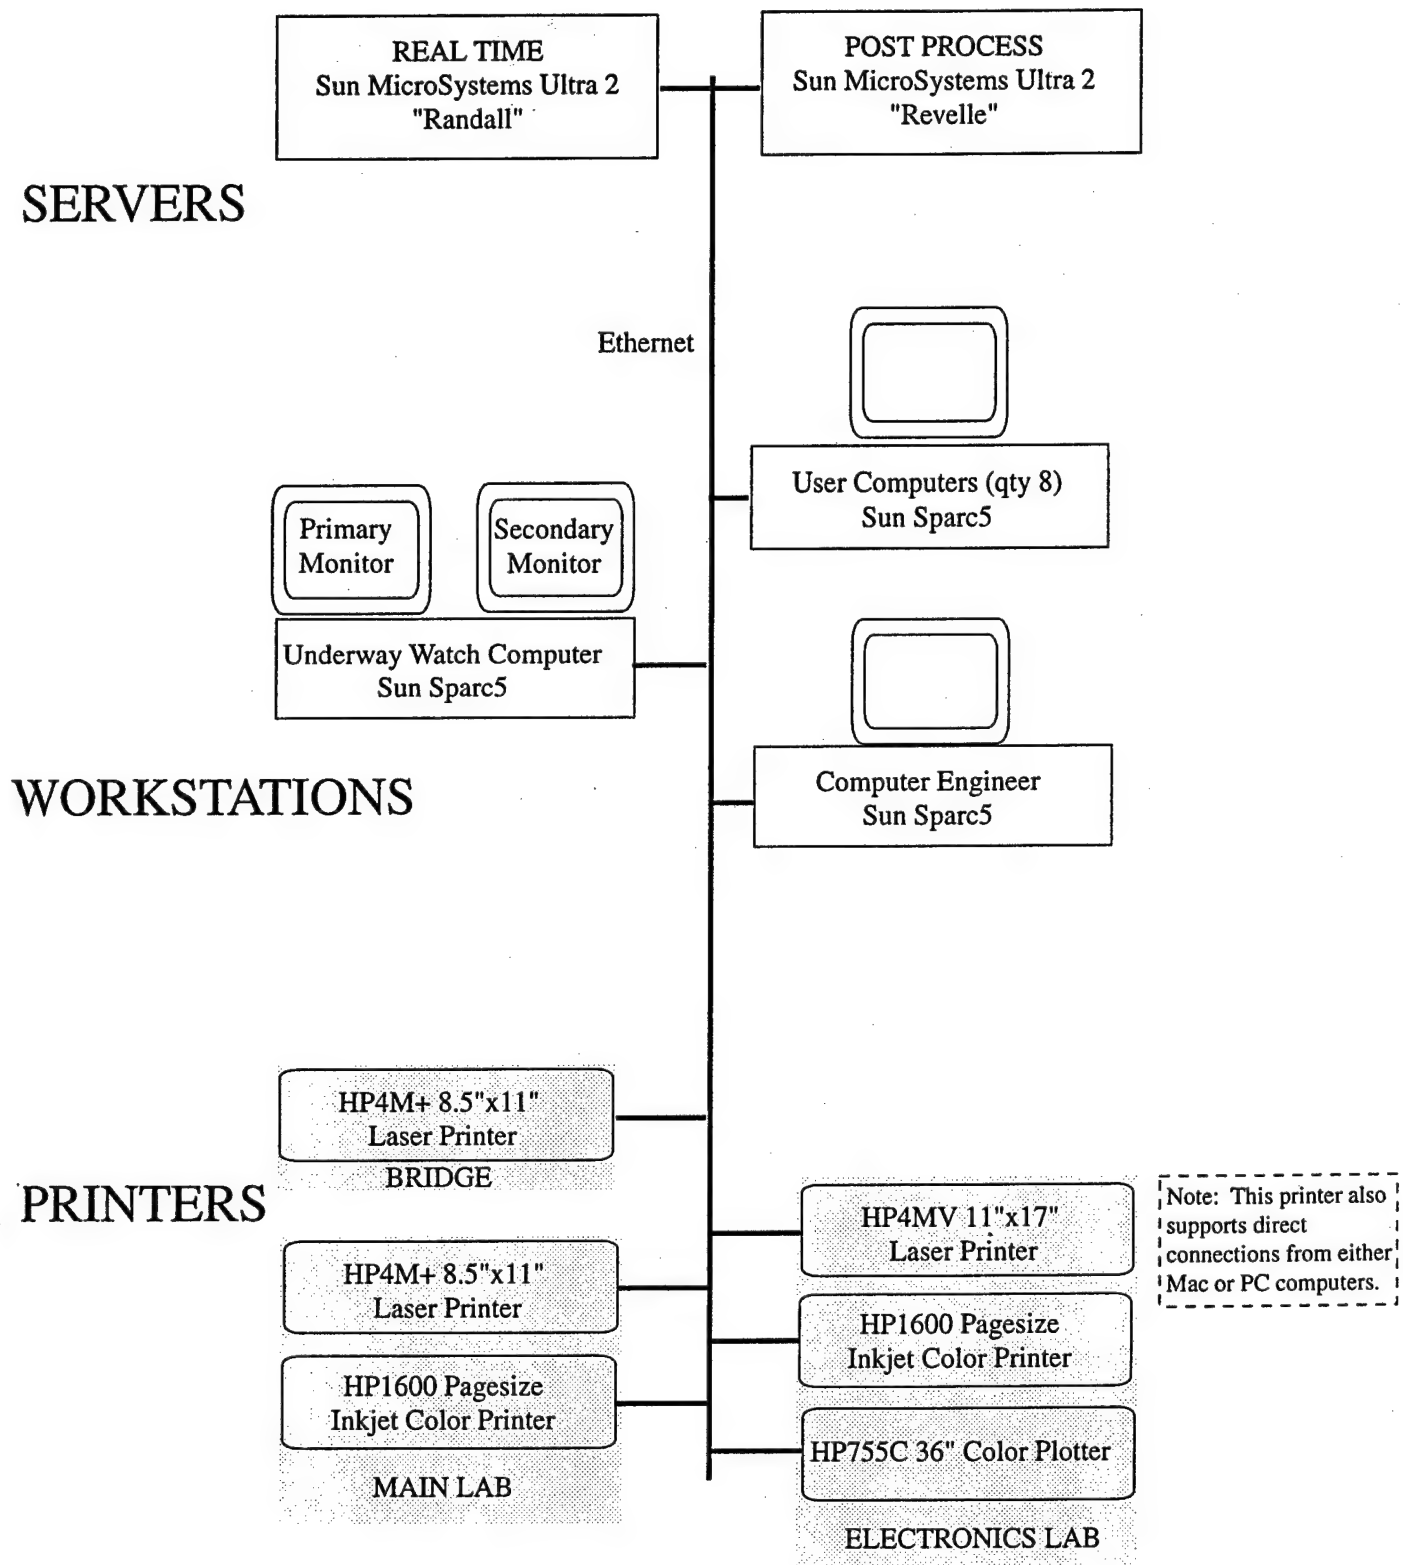 REAL TIME
Sun MicroSystems Ultra 2
"Randall"
POST PROCESS
Sun MicroSystems Ultra 2
"Revelle"
SERVERS
Ethernet
User Computers (qty 8)
Sun Sparc5
Primary
Monitor
Secondary
Monitor
Underway Watch Computer
Sun Sparc5
WORKSTATIONS
Computer Engineer
Sun Sparc5
HP4M+ 8.5"x11"
Laser Printer
BRIDGE
PRINTERS
HP4MV 11"x17"
Laser Printer
Note: This printer also
supports direct
connections from either
Mac or PC computers.
HP4M+ 8.5"x11"
Laser Printer
HP1600 Pagesize
Inkjet Color Printer
HP1600 Pagesize
Inkjet Color Printer
HP755C 36" Color Plotter
MAIN LAB
ELECTRONICS LAB